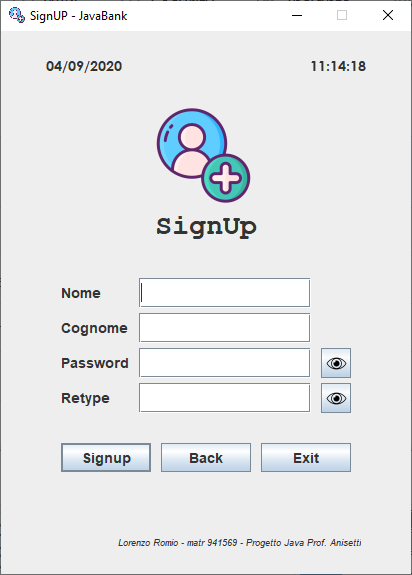 SignUP - JavaBank
04/09/2020 11:14:18
SignUp
Nome
Cognome
Password
Retype
Signup Back Exit
Lorenzo Romio - matr 941569 - Progetto Java Prof. Anisetti